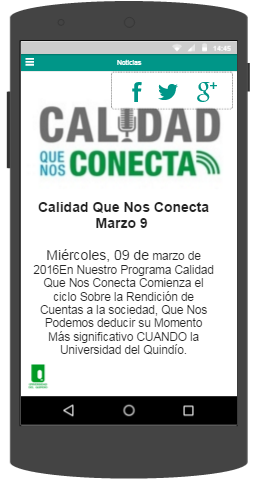 14:45
Noticias
CALIDAD
QUE
NOS CONECTA
Calidad Que Nos Conecta
Marzo 9
Miércoles, 09 de marzo de
2016En Nuestro Programa Calidad
Que Nos Conecta Comienza el
ciclo Sobre la Rendición de
Cuentas a la sociedad, Que Nos
Podemos deducir su Momento
Más significativo CUANDO la
Universidad del Quindío.